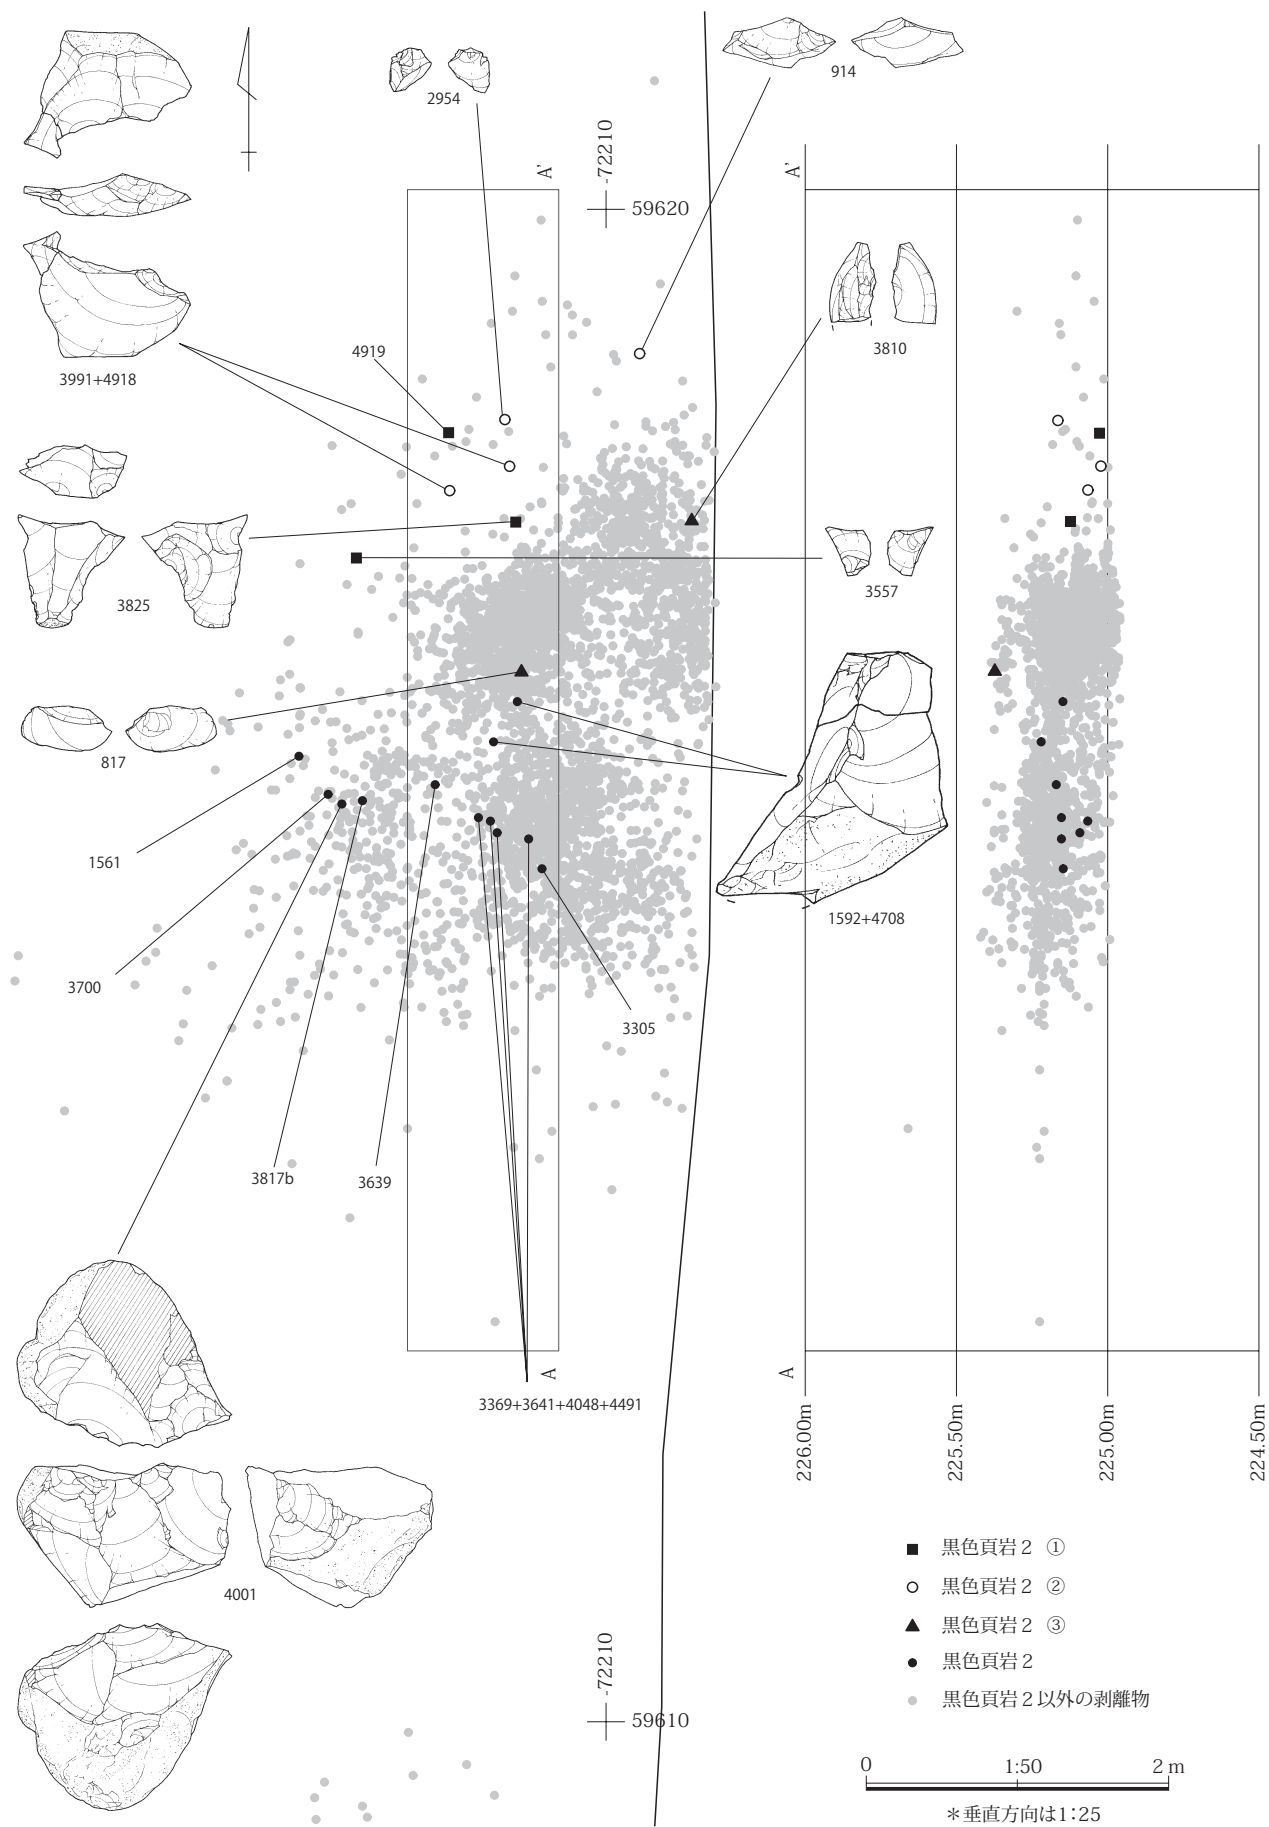 2954
914
A'
-72210
59620
A'
4919
3810
3991+4918
3825
3557
817
1561
1592+4708
3700
3305
3817b
3639
A
A
3369+3641+4048+4491
226.00m
225.50m
225.00m
224.50m
4001
黒色頁岩２ ①
黒色頁岩２ ②
黒色頁岩２ ③
黒色頁岩２
黒色頁岩２以外の剥離物
-72210
59610
0 1:50 2 m
＊垂直方向は1：25